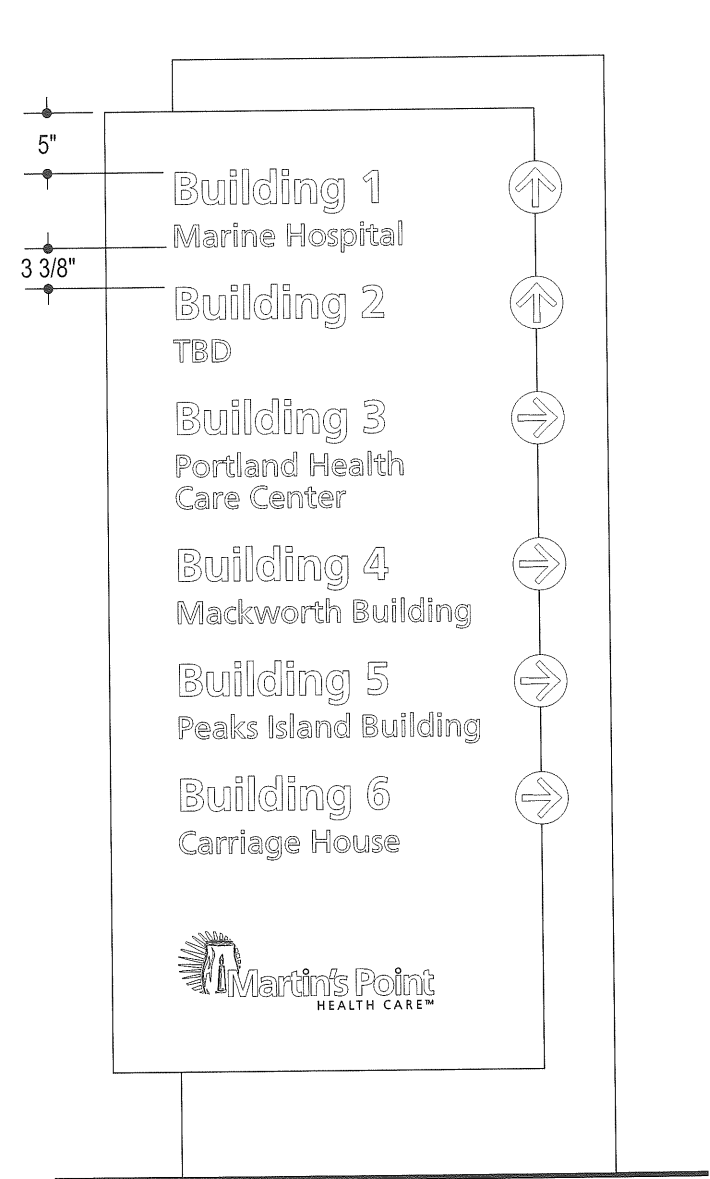 5"
Building 1
Marine Hospital
3 3/8"
Building 2
TBD
Building 3
Portland Health
Care Center
Building 4
Mackworth Building
Building 5
Peaks Island Building
Building 6
Carriage House
Martin's Point
HEALTH CARE™